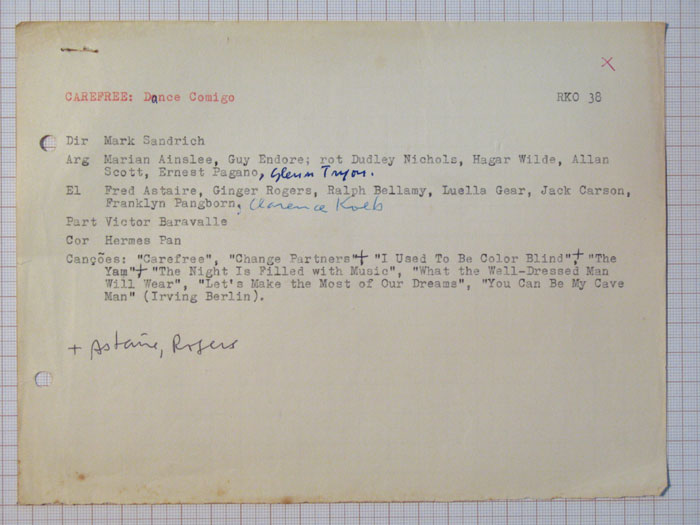 x
CAREFREE: Dance Comigo RKO 38
Dir Mark Sandrich
Arg Marian Ainslee, Guy Endore; rot Dudley Nichols, Hagar Wilde, Allan
Scott, Ernest Pagano, Glenn Tryon.
El Fred Astaire, Ginger Rogers, Ralph Bellamy, Luella Gear, Jack Carson,
Franklyn Pangborn, Clarence Kolb
Part Victor Baravalle
Cor Hermes Pan
Canções: "Carefree", "Change Partners"+ "I Used To Be Color Blind",+ "The
Yam"+ "The Night Is Filled with Music", "What the Well-Dressed Man
Will Wear", "Let's Make the Most of Our Dreams", "You Can Be My Cave
Man" (Irving Berlin).
+ Astaire, Rogers